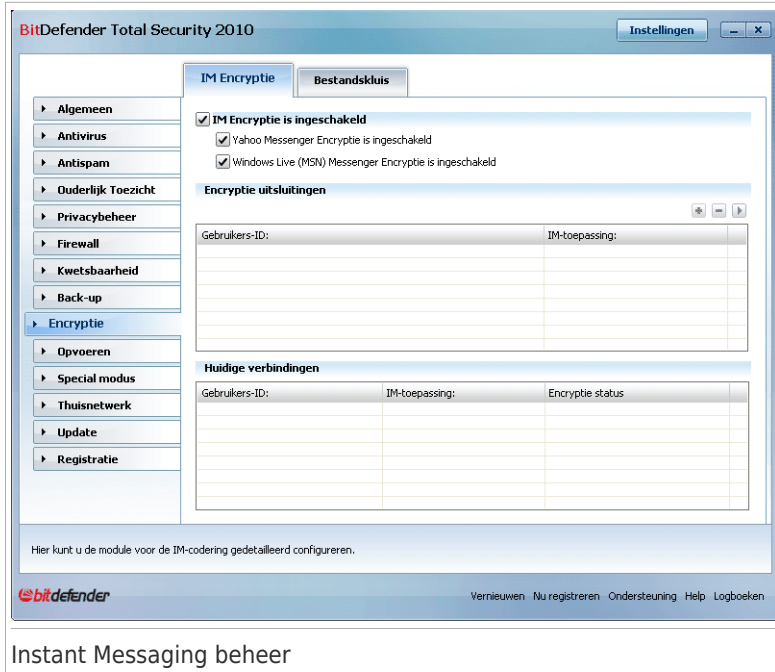 BitDefender Total Security 2010
Instellingen
IM Encryptie
Bestandskluis
Algemeen
Antivirus
Antispam
Ouderlijk Toezicht
Privacybeheer
Firewall
Kwetsbaarheid
Back-up
Encryptie
Opvoeren
Special modus
Thuisnetwerk
Update
Registratie
IM Encryptie is ingeschakeld
Yahoo Messenger Encryptie is ingeschakeld
Windows Live (MSN) Messenger Encryptie is ingeschakeld
Encryptie uitsluitingen
Gebruikers-ID: IM-toepassing:
Huidige verbindingen
Gebruikers-ID: IM-toepassing: Encryptie status
Hier kunt u de module voor de IM-codering gedetailleerd configureren.
bitdefender
Vernieuwen Nu registreren Ondersteuning Help Logboeken
Instant Messaging beheer